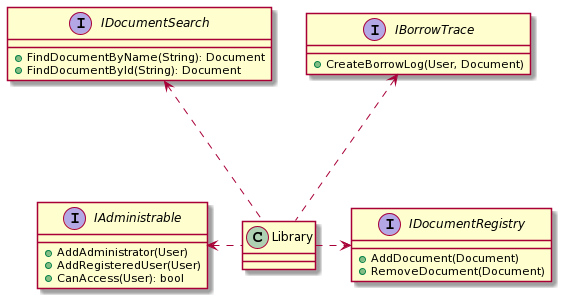 I IDocumentSearch
FindDocumentByName(String): Document
FindDocumentById(String): Document
I IBorrowTrace
CreateBorrowLog(User, Document)
I IAdministrable
AddAdministrator(User)
AddRegisteredUser(User)
CanAccess(User): bool
C Library
I IDocumentRegistry
AddDocument(Document)
RemoveDocument(Document)